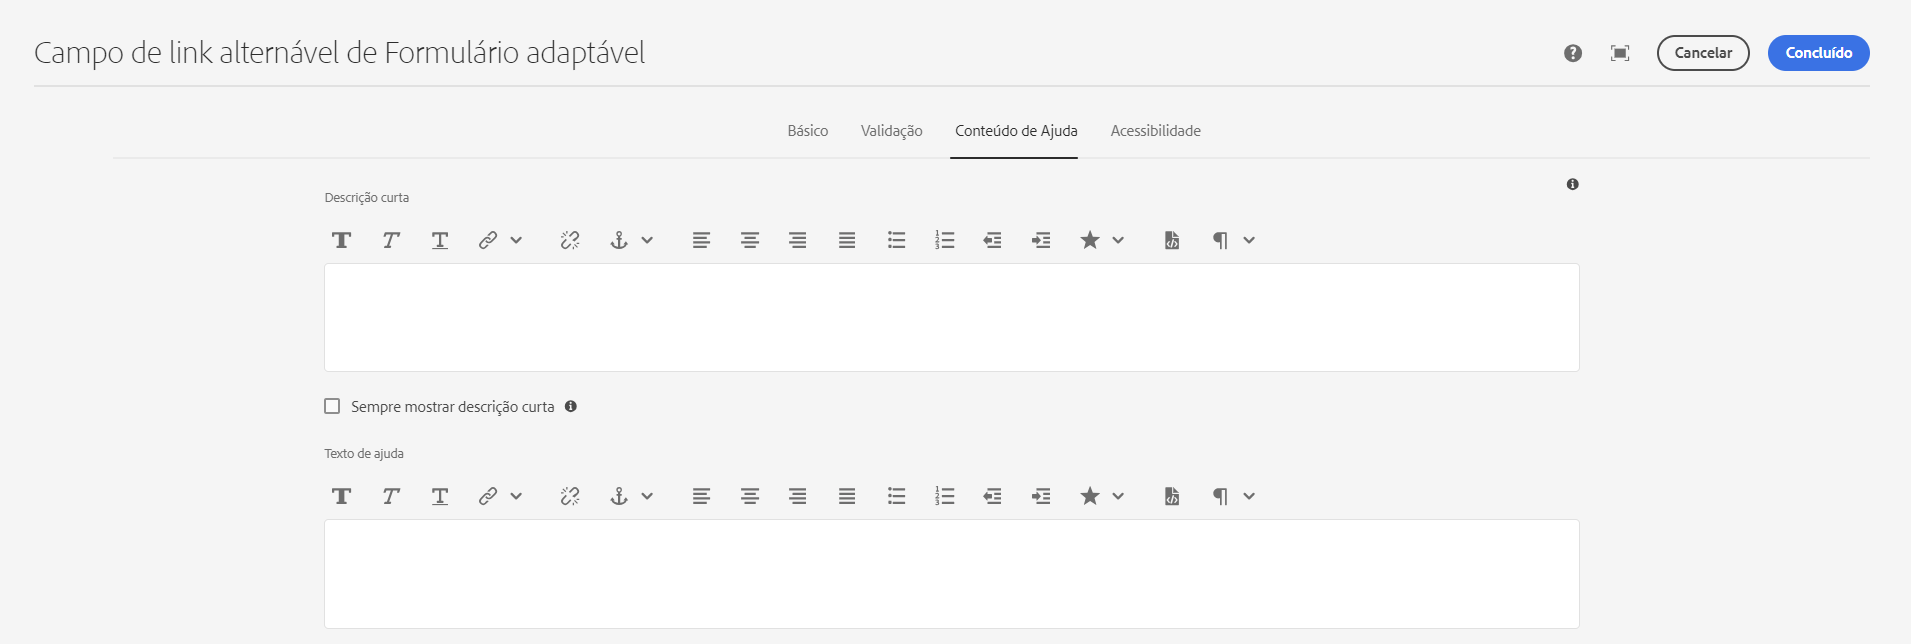 Campo de link alternável de Formulário adaptável
Cancelar
Concluído
Básico Validação Conteúdo de Ajuda Acessibilidade
Descrição curta
Sempre mostrar descrição curta
Texto de ajuda